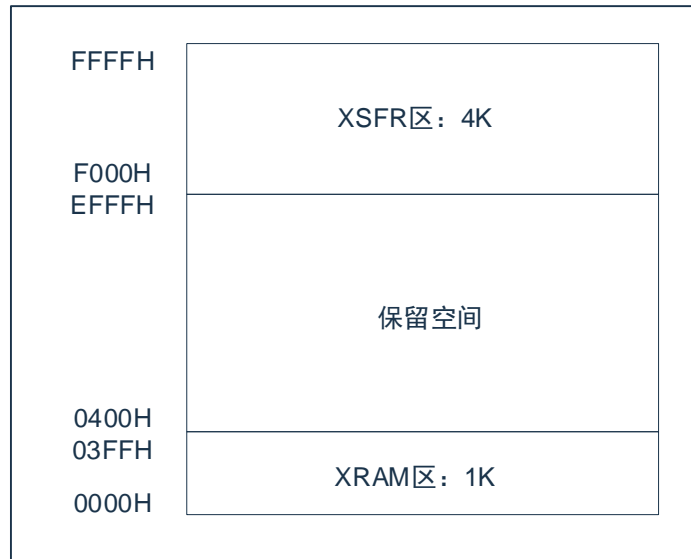 FFFFH
XSFR区：4K
F000H
EFFFH
保留空间
0400H
03FFH
XRAM区：1K
0000H